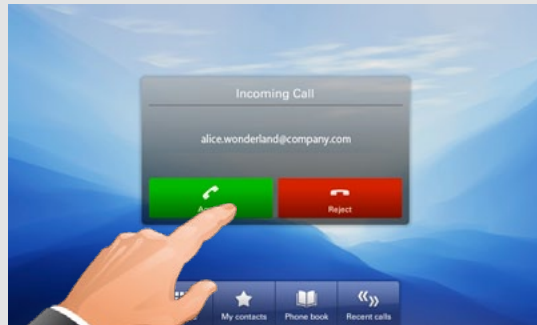 Incoming Call
alice.wonderland@company.com
Reject
My contacts
Phone book
Recent calls